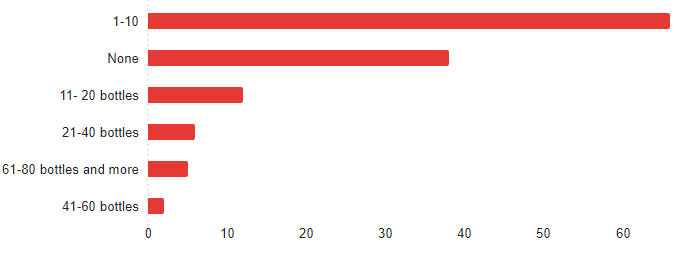 1-10
None
11- 20 bottles
21-40 bottles
61-80 bottles and more
41-60 bottles
0 10 20 30 40 50 60